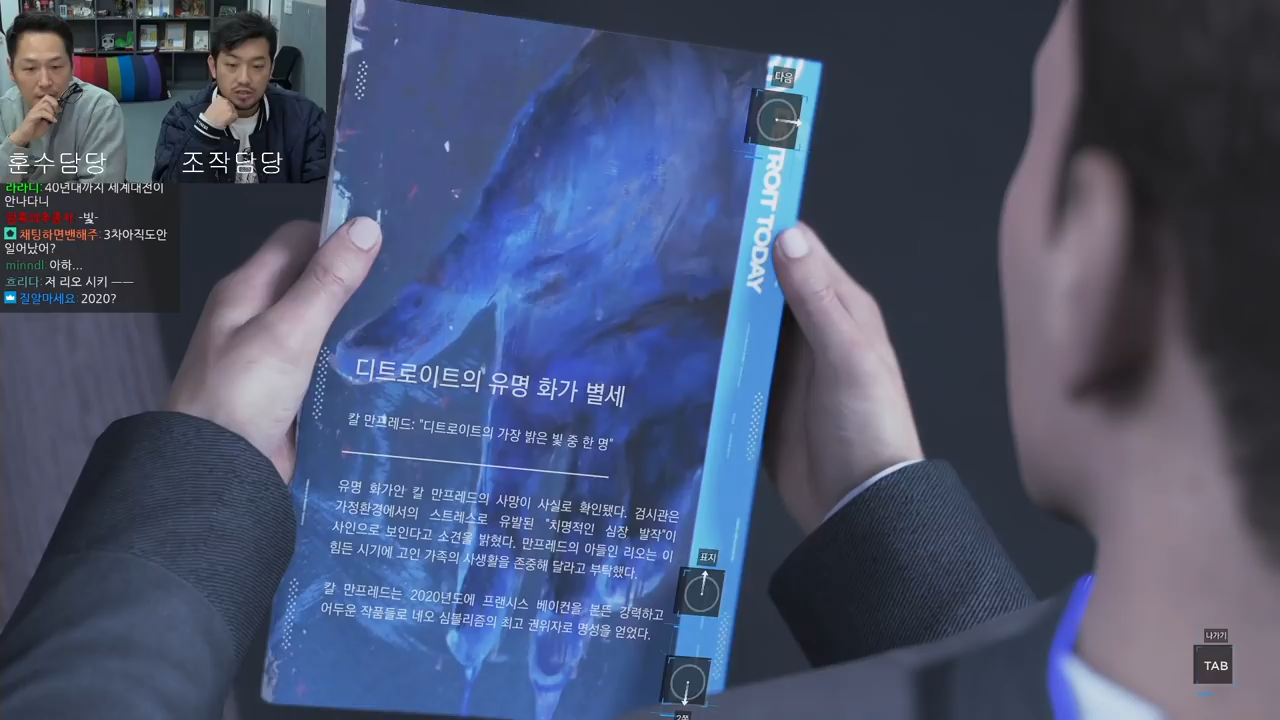 훈수담당
조작담당
라라디: 40년대까지 세계대전이
안나다니
-빛-
채팅하면밴해주: 3차아직도안
일어났어?
minndl: 아하...
흐리다: 저 리오 시키 ㅡㅡ
질알마세요: 2020?
다음
TROIT TODAY
디트로이트의 유명 화가 별세
칼 만프레드: "디트로이트의 가장 밝은 빛 중 한 명"
유명 화가안 칼 만프레드의 사망이 사실로 확인됐다. 검시관은
가정환경에서의 스트레스로 유발된 "치명적인 심장 발작"이
사인으로 보인다고 소견을 밝혔다. 만프레드의 아들인 리오는 이
힘든 시기에 고인 가족의 사생활을 존중해 달라고 부탁했다.
칼 만프레드는 2020년도에 프랜시스 베이컨을 본뜬 강력하고
어두운 작품들로 네오 심볼리즘의 최고 권위자로 명성을 얻었다.
표지
2쪽
나가기
TAB